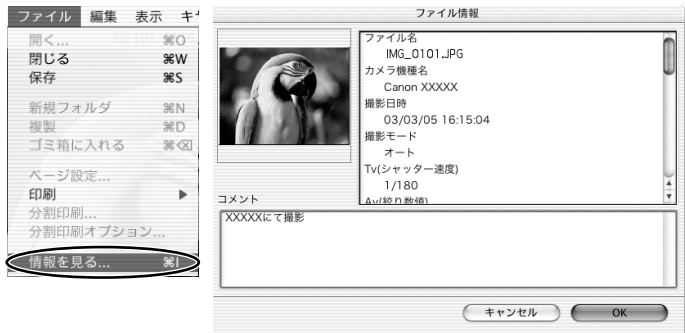 ファイル 編集 表示
開く... ⌘O
閉じる ⌘W
保存 ⌘S
新規フォルダ ⌘N
複製 ⌘D
ゴミ箱に入れる ⌘⌫
ページ設定...
印刷 ▶
分割印刷...
分割印刷オプション...
情報を見る... ⌘I
ファイル情報
ファイル名
IMG_0101.JPG
カメラ機種名
Canon XXXXX
撮影日時
03/03/05 16:15:04
撮影モード
オート
Tv(シャッター速度)
1/180
Av(絞り数値)
コメント
XXXXXにて撮影
キャンセル OK